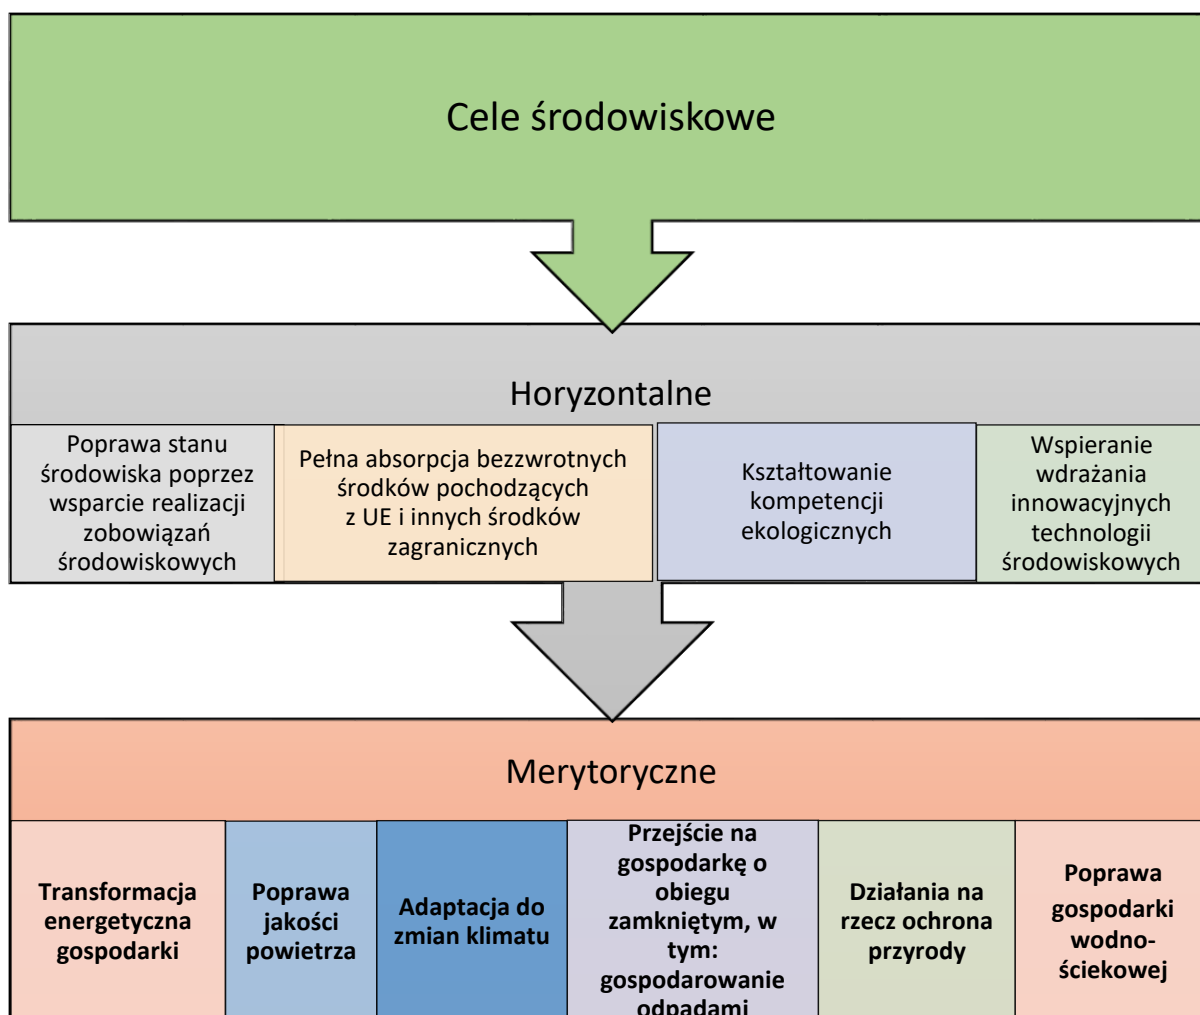 Cele środowiskowe
Horyzontalne
Poprawa stanu
środowiska poprzez
wsparcie realizacji
zobowiązań
środowiskowych
Pełna absorpcja bezzwrotnych
środków pochodzących
z UE i innych środków
zagranicznych
Kształtowanie
kompetencji
ekologicznych
Wspieranie
wdrażania
innowacyjnych
technologii
środowiskowych
Merytoryczne
Transformacja
energetyczna
gospodarki
Poprawa
jakości
powietrza
Adaptacja do
zmian klimatu
Przejście na
gospodarkę o
obiegu
zamkniętym, w
tym:
gospodarowanie
odpadami
Działania na
rzecz ochrona
przyrody
Poprawa
gospodarki
wodno-
ściekowej